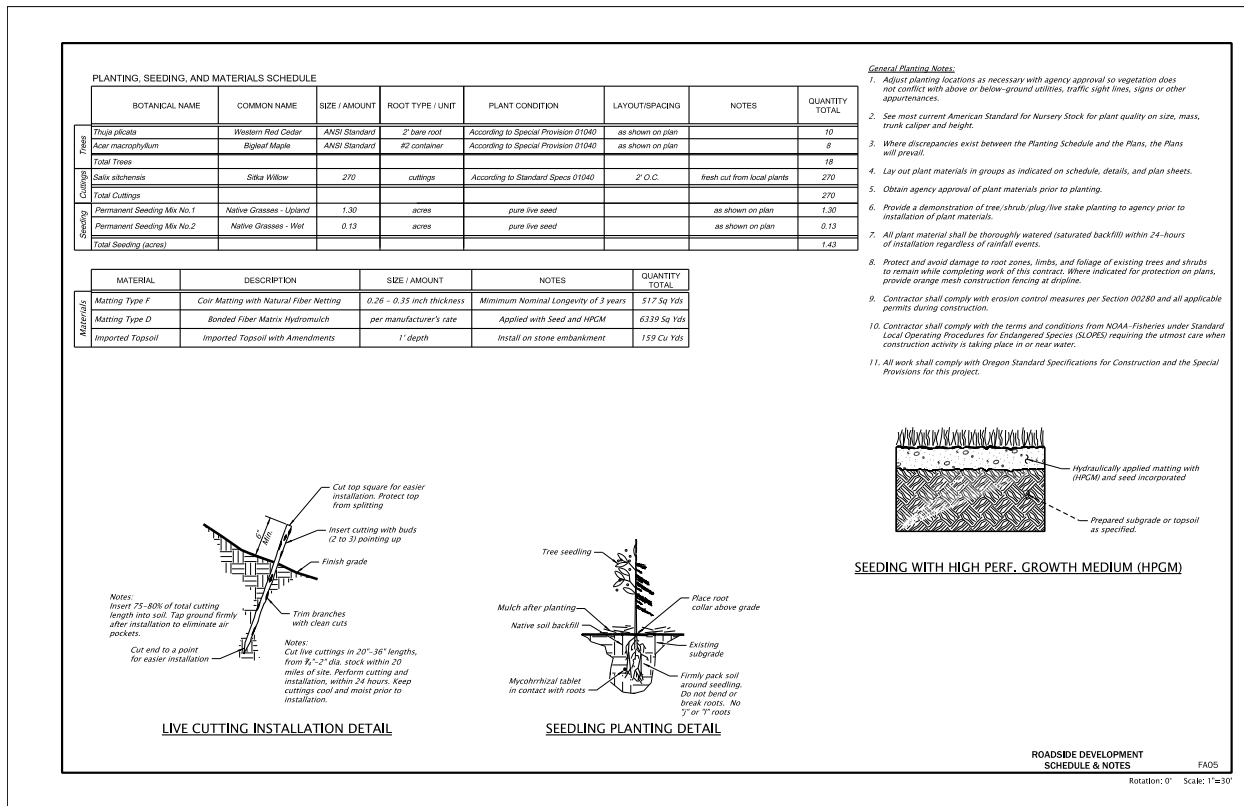 PLANTING, SEEDING, AND MATERIALS SCHEDULE
BOTANICAL NAME COMMON NAME SIZE / AMOUNT ROOT TYPE / UNIT PLANT CONDITION LAYOUT/SPACING NOTES QUANTITY TOTAL
Trees
Thuja plicata Western Red Cedar ANSI Standard 2' bare root According to Special Provision 01040 as shown on plan 10
Acer macrophyllum Bigleaf Maple ANSI Standard #2 container According to Special Provision 01040 as shown on plan 8
Total Trees 18
Cuttings
Salix sitchensis Sitka Willow 270 cuttings According to Standard Specs 01040 2' O.C. fresh cut from local plants 270
Total Cuttings 270
Seeding
Permanent Seeding Mix No.1 Native Grasses - Upland 1.30 acres pure live seed as shown on plan 1.30
Permanent Seeding Mix No.2 Native Grasses - Wet 0.13 acres pure live seed as shown on plan 0.13
Total Seeding (acres) 1.43
MATERIAL DESCRIPTION SIZE / AMOUNT NOTES QUANTITY TOTAL
Materials
Matting Type F Coir Matting with Natural Fiber Netting 0.26 - 0.35 inch thickness Mimimum Nominal Longevity of 3 years 517 Sq Yds
Matting Type D Bonded Fiber Matrix Hydromulch per manufacturer's rate Applied with Seed and HPGM 6339 Sq Yds
Imported Topsoil Imported Topsoil with Amendments 1' depth Install on stone embankment 159 Cu Yds
General Planting Notes:
1. Adjust planting locations as necessary with agency approval so vegetation does
not conflict with above or below-ground utilities, traffic sight lines, signs or other
appurtenances.
2. See most current American Standard for Nursery Stock for plant quality on size, mass,
trunk caliper and height.
3. Where discrepancies exist between the Planting Schedule and the Plans, the Plans
will prevail.
4. Lay out plant materials in groups as indicated on schedule, details, and plan sheets.
5. Obtain agency approval of plant materials prior to planting.
6. Provide a demonstration of tree/shrub/plug/live stake planting to agency prior to
installation of plant materials.
7. All plant material shall be thoroughly watered (saturated backfill) within 24-hours
of installation regardless of rainfall events.
8. Protect and avoid damage to root zones, limbs, and foliage of existing trees and shrubs
to remain while completing work of this contract. Where indicated for protection on plans,
provide orange mesh construction fencing at dripline.
9. Contractor shall comply with erosion control measures per Section 00280 and all applicable
permits during construction.
10. Contractor shall comply with the terms and conditions from NOAA-Fisheries under Standard
Local Operating Procedures for Endangered Species (SLOPES) requiring the utmost care when
construction activity is taking place in or near water.
11. All work shall comply with Oregon Standard Specifications for Construction and the Special
Provisions for this project.
Hydraulically applied matting with
(HPGM) and seed incorporated
Prepared subgrade or topsoil
as specified.
SEEDING WITH HIGH PERF. GROWTH MEDIUM (HPGM)
Cut top square for easier
installation. Protect top
from splitting
6"
Min.
Insert cutting with buds
(2 to 3) pointing up
Finish grade
Notes:
Insert 75-80% of total cutting
length into soil. Tap ground firmly
after installation to eliminate air
pockets.
Trim branches
with clean cuts
Cut end to a point
for easier installation
Notes:
Cut live cuttings in 20"-36" lengths,
from ¾"-2" dia. stock within 20
miles of site. Perform cutting and
installation, within 24 hours. Keep
cuttings cool and moist prior to
installation.
LIVE CUTTING INSTALLATION DETAIL
Tree seedling
Mulch after planting
Native soil backfill
Mycohrrhizal tablet
in contact with roots
Place root
collar above grade
Existing
subgrade
Firmly pack soil
around seedling.
Do not bend or
break roots. No
"j" or "l" roots
SEEDLING PLANTING DETAIL
ROADSIDE DEVELOPMENT
SCHEDULE & NOTES
FA05
Rotation: 0° Scale: 1"=30'